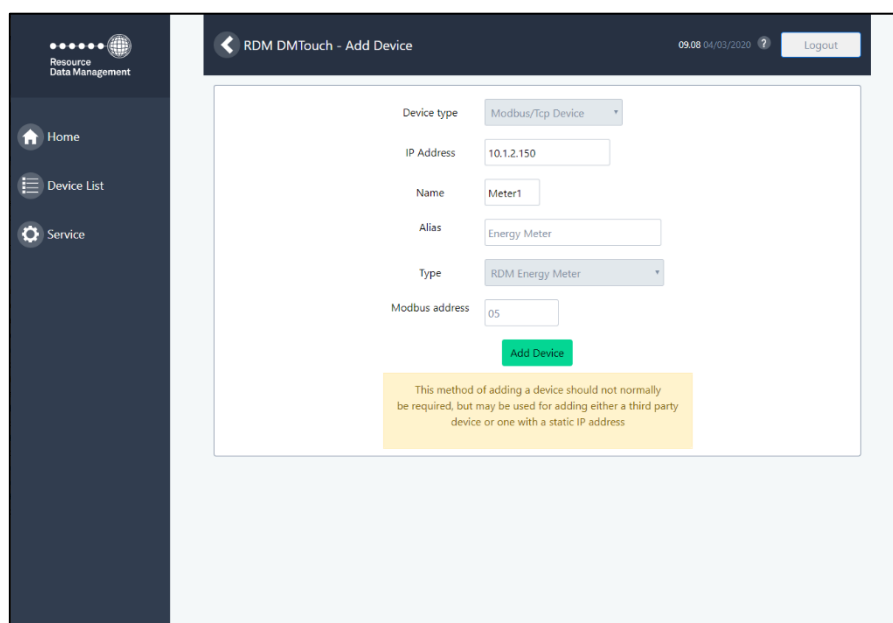 Resource
Data Management
RDM DMTouch - Add Device
09.08 04/03/2020 ?
Logout
Home
Device List
Service
Device type Modbus/Tcp Device
IP Address 10.1.2.150
Name Meter1
Alias Energy Meter
Type RDM Energy Meter
Modbus address 05
Add Device
This method of adding a device should not normally
be required, but may be used for adding either a third party
device or one with a static IP address